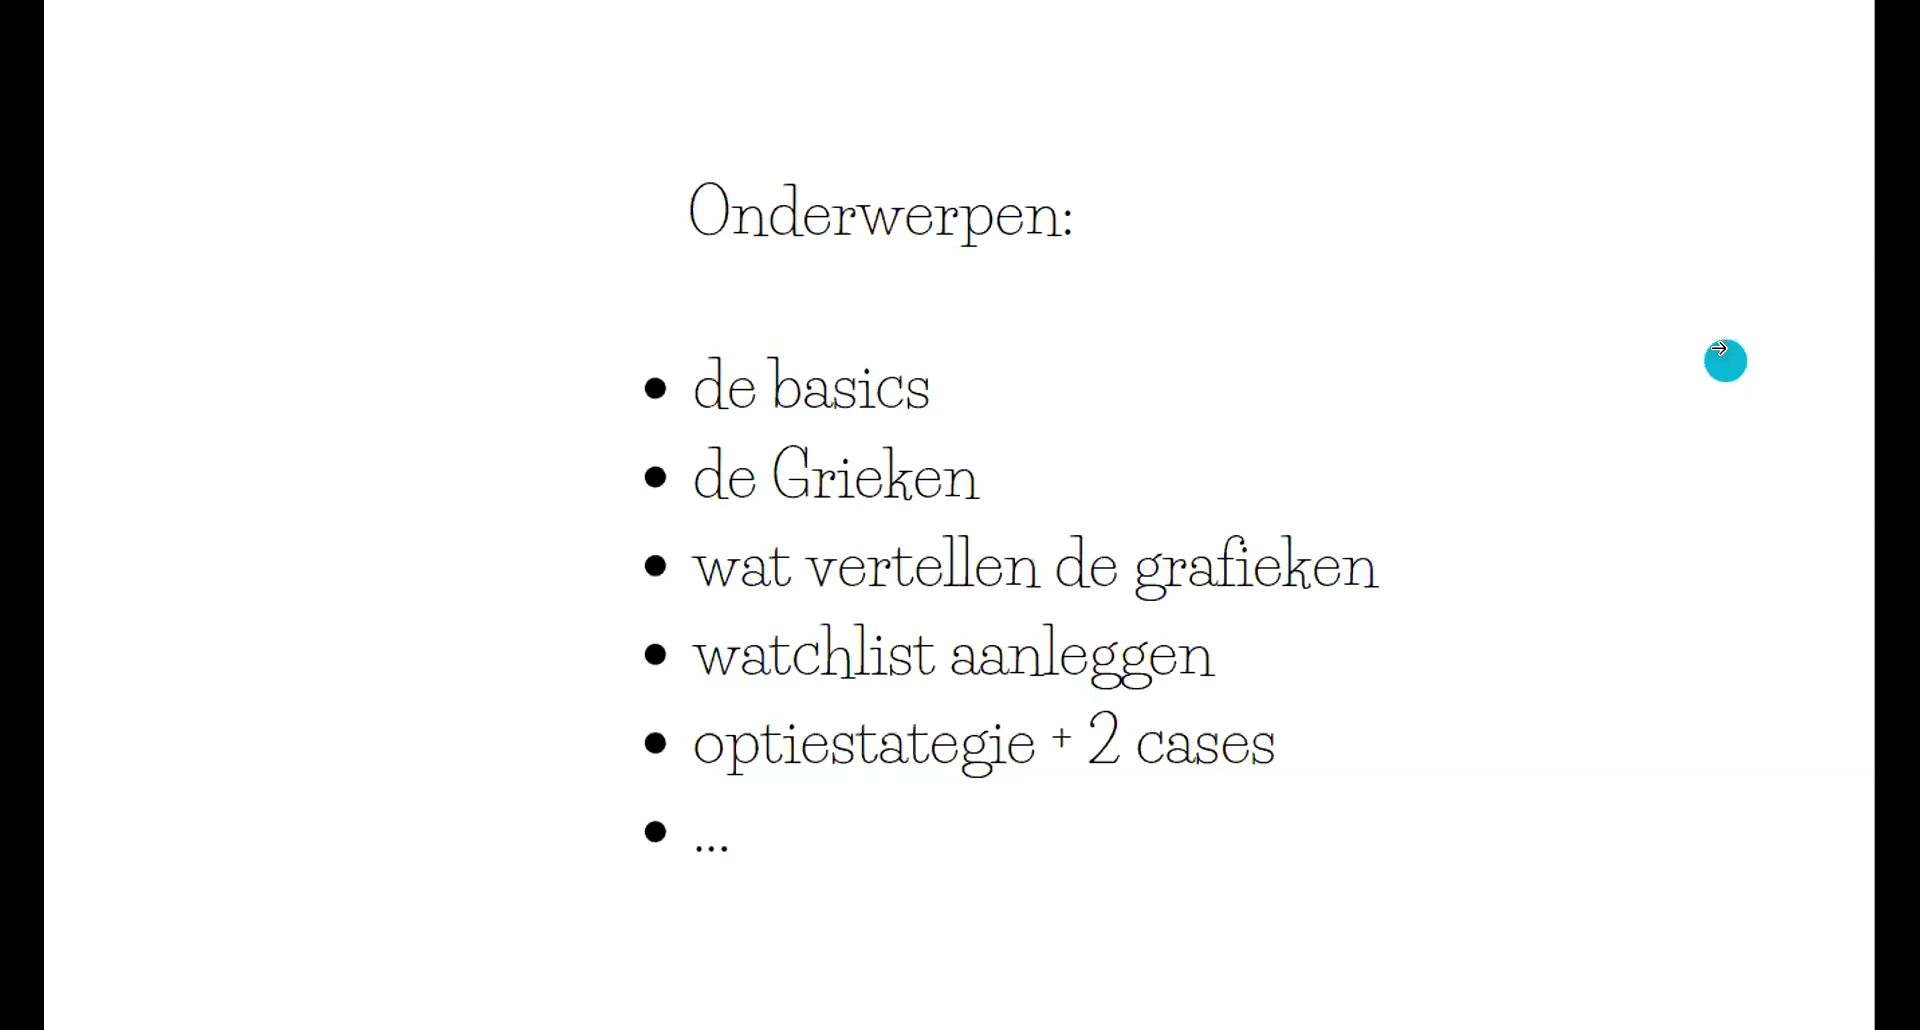 Onderwerpen:
• de basics
• de Grieken
• wat vertellen de grafieken
• watchlist aanleggen
• optiestategie + 2 cases
• ...